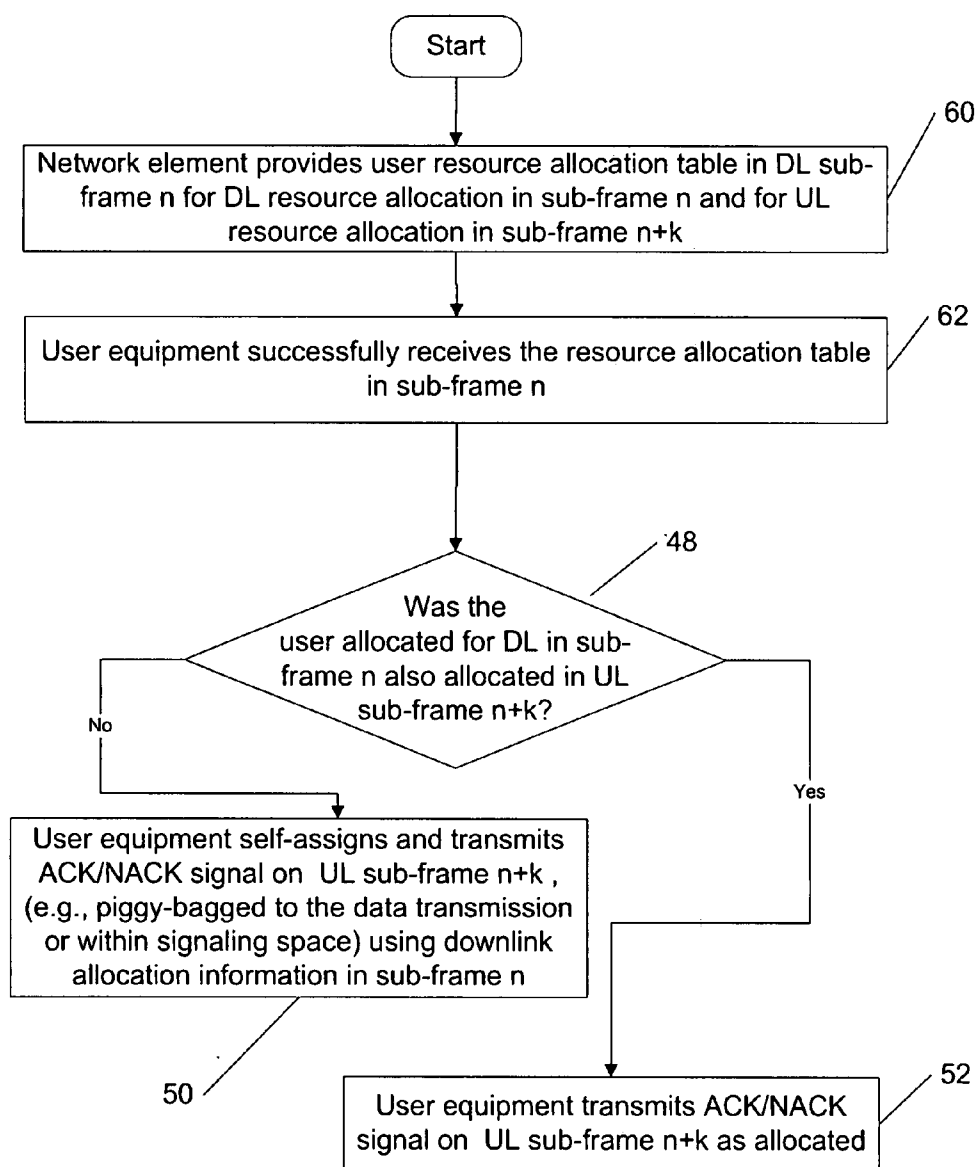 Start
60
Network element provides user resource allocation table in DL sub-
frame n for DL resource allocation in sub-frame n and for UL
resource allocation in sub-frame n+k
62
User equipment successfully receives the resource allocation table
in sub-frame n
48
Was the
user allocated for DL in sub-
frame n also allocated in UL
sub-frame n+k?
No
Yes
User equipment self-assigns and transmits
ACK/NACK signal on UL sub-frame n+k ,
(e.g., piggy-bagged to the data transmission
or within signaling space) using downlink
allocation information in sub-frame n
50
52
User equipment transmits ACK/NACK
signal on UL sub-frame n+k as allocated